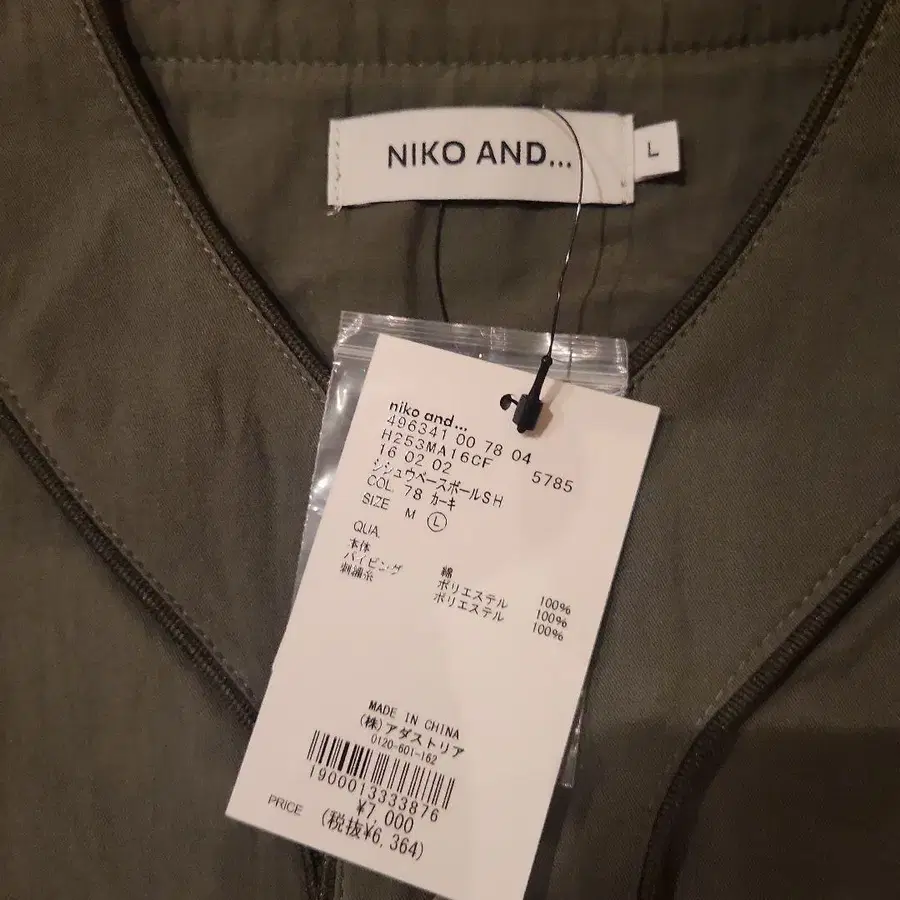 NIKO AND...
L
niko and...
496341 00 78 04
H253MA16CF 5785
16 02 02
シシュウベースボールSH
COL 78 カーキ
SIZE M L
QUA.
本体 綿 100%
パイピング ポリエステル 100%
刺繍糸 ポリエステル 100%
MADE IN CHINA
(株)アダストリア
0120-601-162
1900013333876
PRICE ¥7,000
(税抜¥6,364)